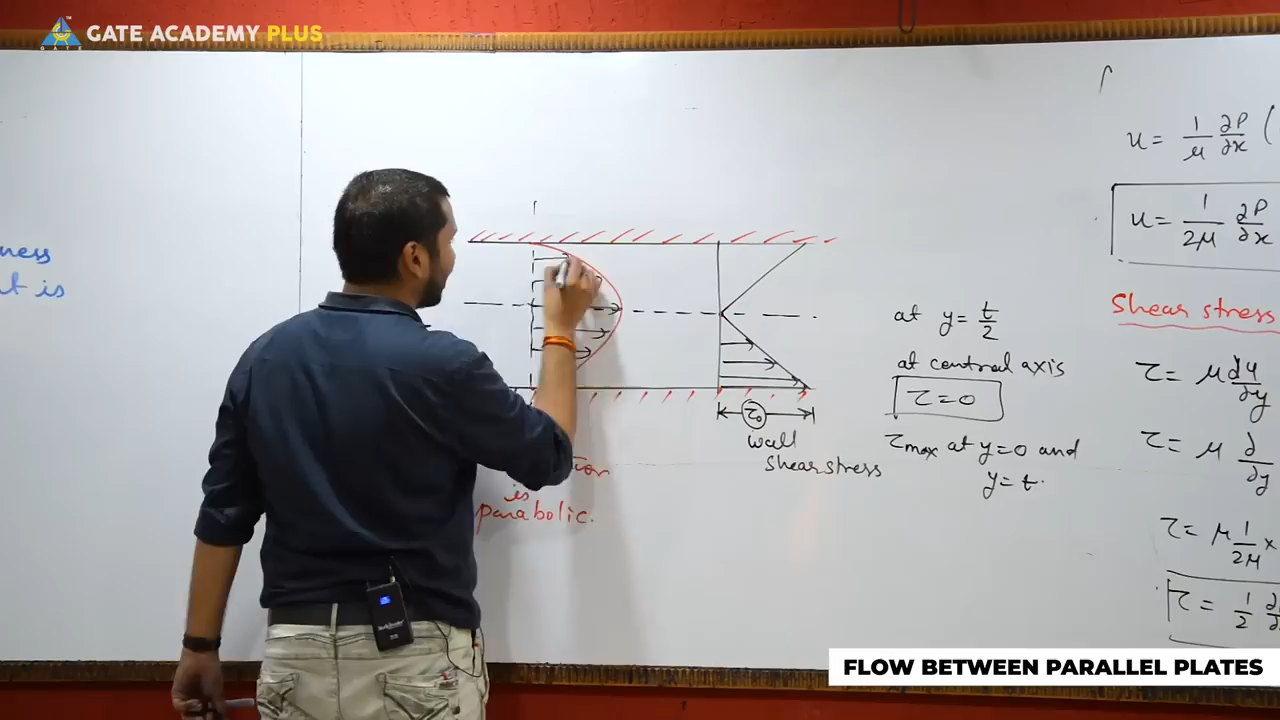 GATE ACADEMY PLUS
GATE
ness
t is
is
parabolic.
τ₀
wall
Shear stress
at y = t/2
at central axis
τ = 0
τmax at y=0 and
y = t.
u = 1/μ ∂P/∂x (
u = 1/2μ ∂P/∂x
Shear stress
τ = μ du/dy
τ = μ ∂/∂y
τ = μ 1/2μ ×
τ = 1/2
FLOW BETWEEN PARALLEL PLATES